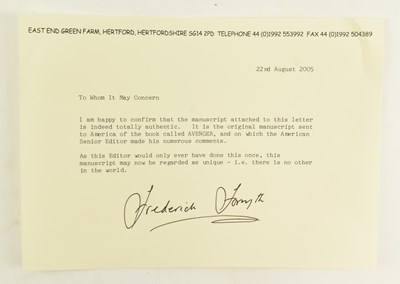 EAST END GREEN FARM, HERTFORD, HERTFORDSHIRE SG14 2PD. TELEPHONE 44 (0)1992 553992 FAX 44 (0)1992 504389
22nd August 2005
To Whom It May Concern
I am happy to confirm that the manuscript attached to this letter
is indeed totally authentic. It is the original manuscript sent
to America of the book called AVENGER, and on which the American
Senior Editor made his numerous comments.
As this Editor would only ever have done this once, this
manuscript may now be regarded as unique - i.e. there is no other
in the world.
Frederick Forsyth